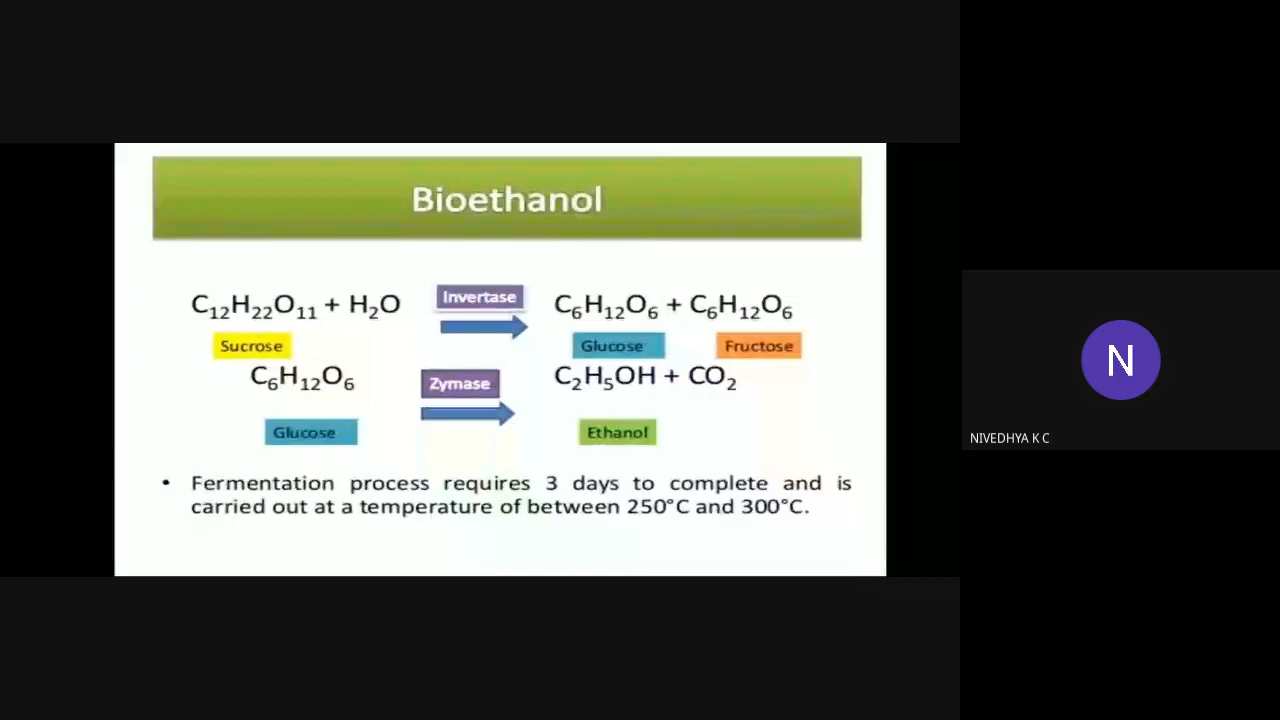 Bioethanol
C₁₂H₂₂O₁₁ + H₂O Invertase C₆H₁₂O₆ + C₆H₁₂O₆
Sucrose Glucose Fructose
C₆H₁₂O₆ Zymase C₂H₅OH + CO₂
Glucose Ethanol
• Fermentation process requires 3 days to complete and is
carried out at a temperature of between 250°C and 300°C.
N
NIVEDHYA K C